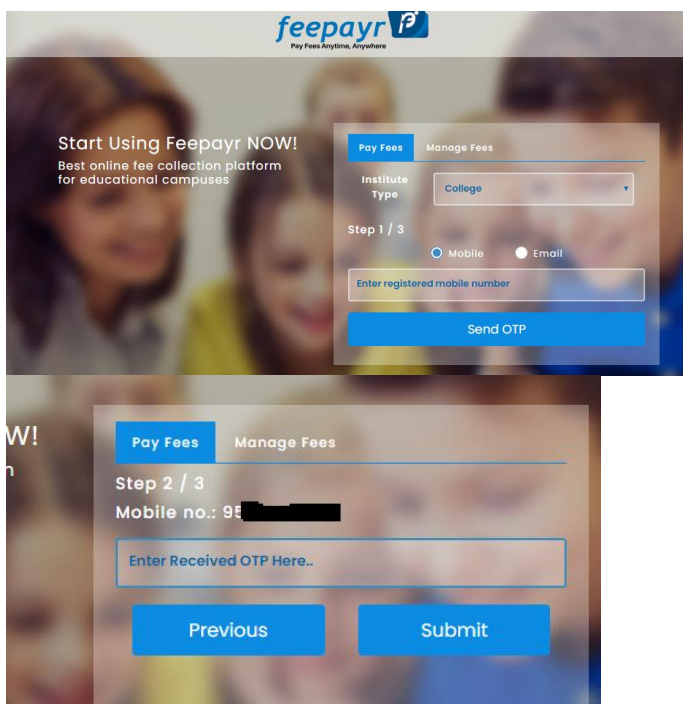 feepayr
Pay Fees Anytime, Anywhere
Start Using Feepayr NOW!
Best online fee collection platform
for educational campuses
Pay Fees
Manage Fees
Institute
Type
College
Step 1 / 3
Mobile
Email
Enter registered mobile number
Send OTP
W!
n
Pay Fees
Manage Fees
Step 2 / 3
Mobile no.: 95
Enter Received OTP Here..
Previous
Submit